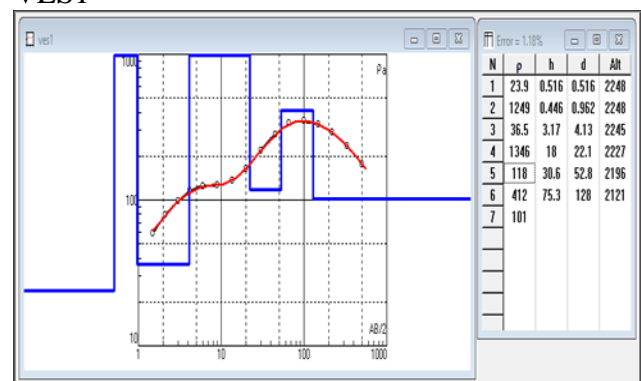 VES1
ves1
1000
Pa
100
10
AB/2
1 10 100 1000
Error = 1.18%
N ρ h d Alt
1 23.9 0.516 0.516 2248
2 1249 0.446 0.962 2248
3 36.5 3.17 4.13 2245
4 1346 18 22.1 2227
5 118 30.6 52.8 2196
6 412 75.3 128 2121
7 101